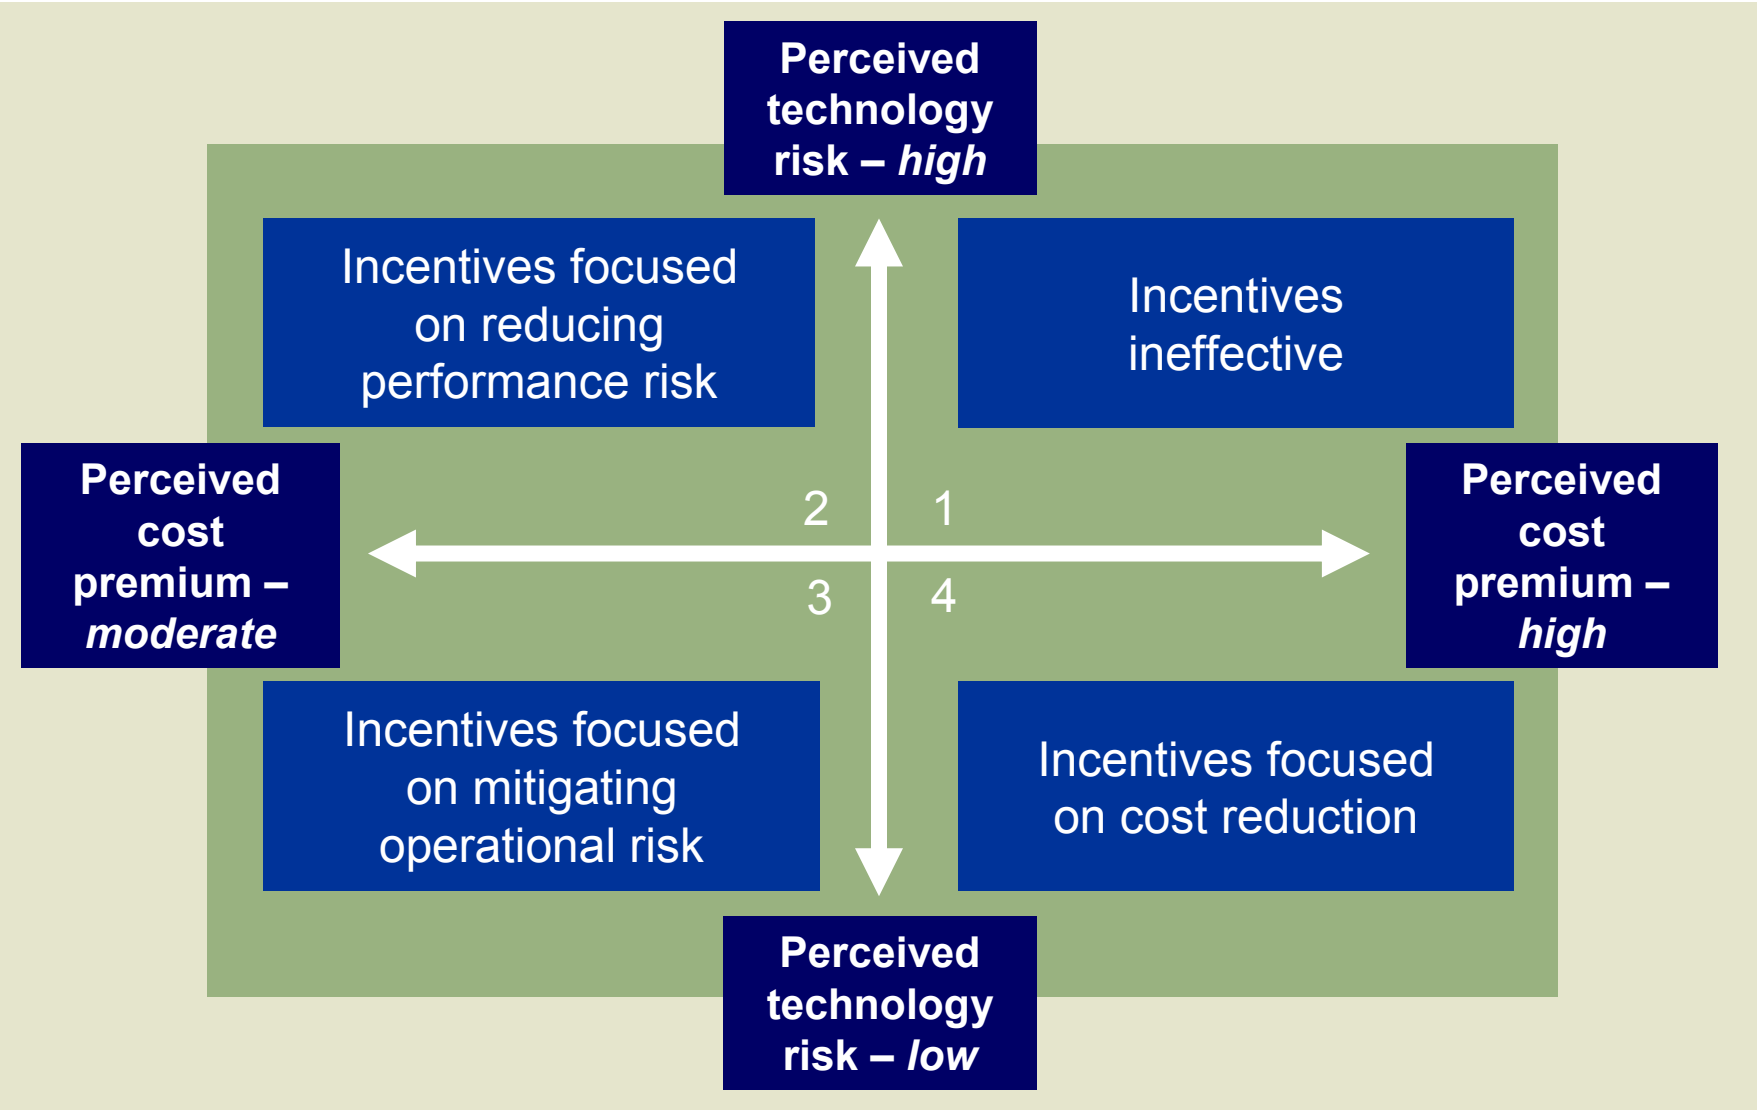 Perceived
technology
risk – high
Incentives focused
on reducing
performance risk
Incentives
ineffective
Perceived
cost
premium –
moderate
2
1
3
4
Perceived
cost
premium –
high
Incentives focused
on mitigating
operational risk
Incentives focused
on cost reduction
Perceived
technology
risk – low